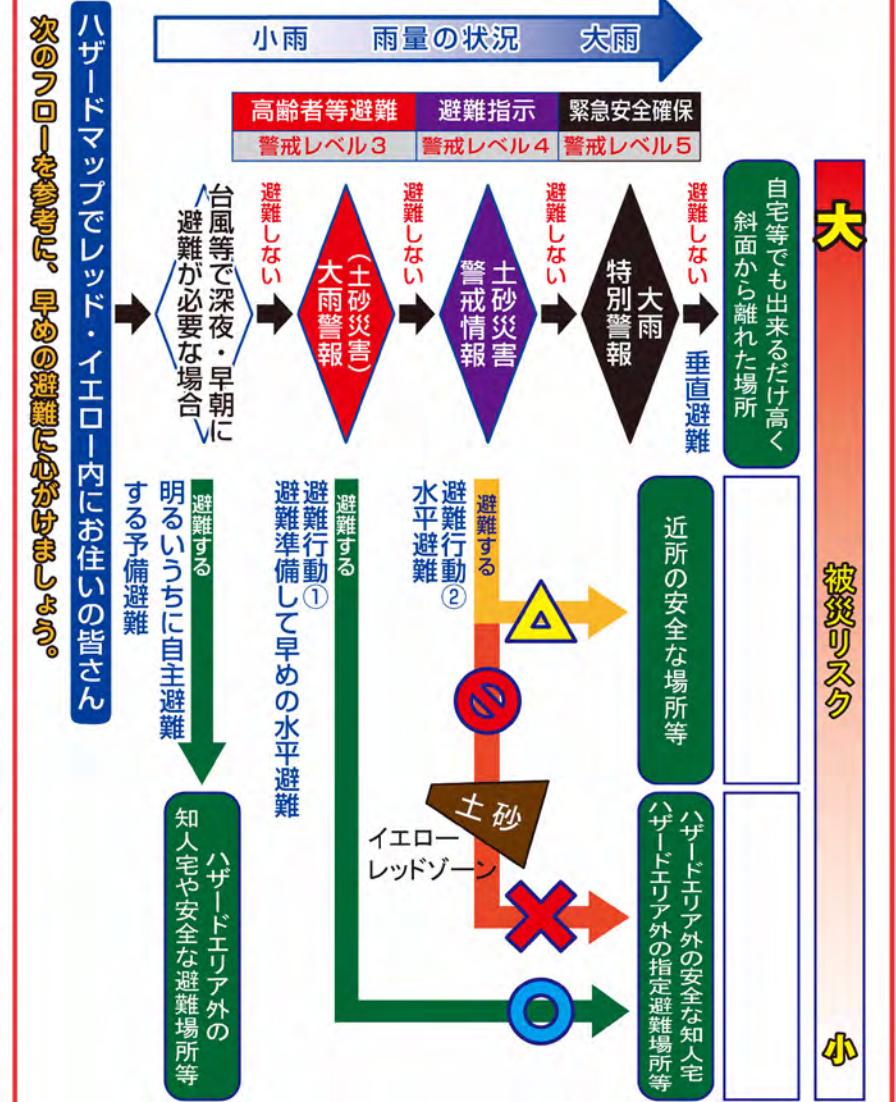 小雨 雨量の状況 大雨
高齢者等避難
警戒レベル3
避難指示
警戒レベル4
緊急安全確保
警戒レベル5
ハザードマップでレッド・イエロー内にお住いの皆さん
次のフローを参考に、早めの避難に心がけましょう。
台風等で深夜・早朝に
避難が必要な場合
避難しない
(土砂災害)
大雨警報
避難しない
土砂災害
警戒情報
避難しない
大雨
特別警報
避難しない
垂直避難
自宅等でも出来るだけ高く
斜面から離れた場所
避難する
明るいうちに自主避難
する予備避難
ハザードエリア外の
知人宅や安全な避難場所等
避難する
避難行動①
避難準備して早めの水平避難
避難する
避難行動②
水平避難
近所の安全な場所等
土砂
イエロー
レッドゾーン
ハザードエリア外の安全な知人宅
ハザードエリア外の指定避難場所等
大
被災リスク
小